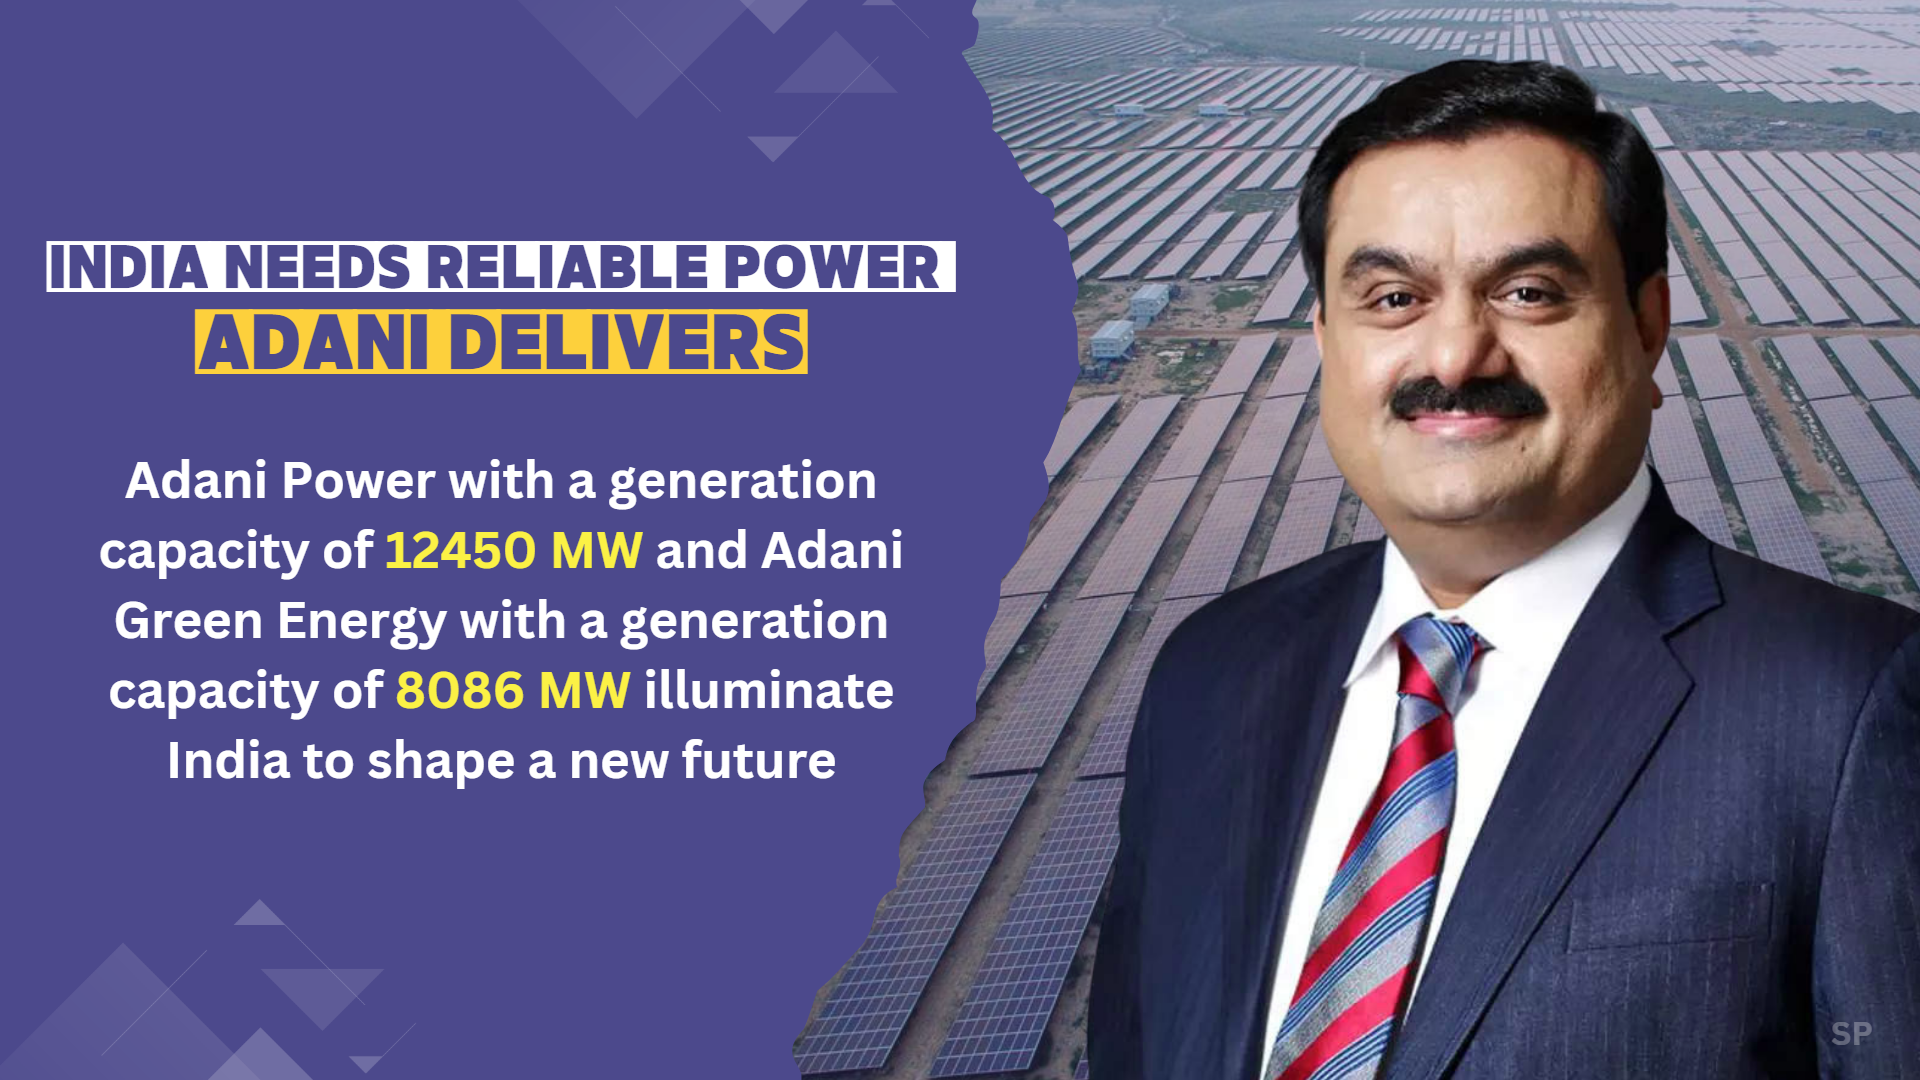 INDIA NEEDS RELIABLE POWER
ADANI DELIVERS
Adani Power with a generation
capacity of 12450 MW and Adani
Green Energy with a generation
capacity of 8086 MW illuminate
India to shape a new future
SP